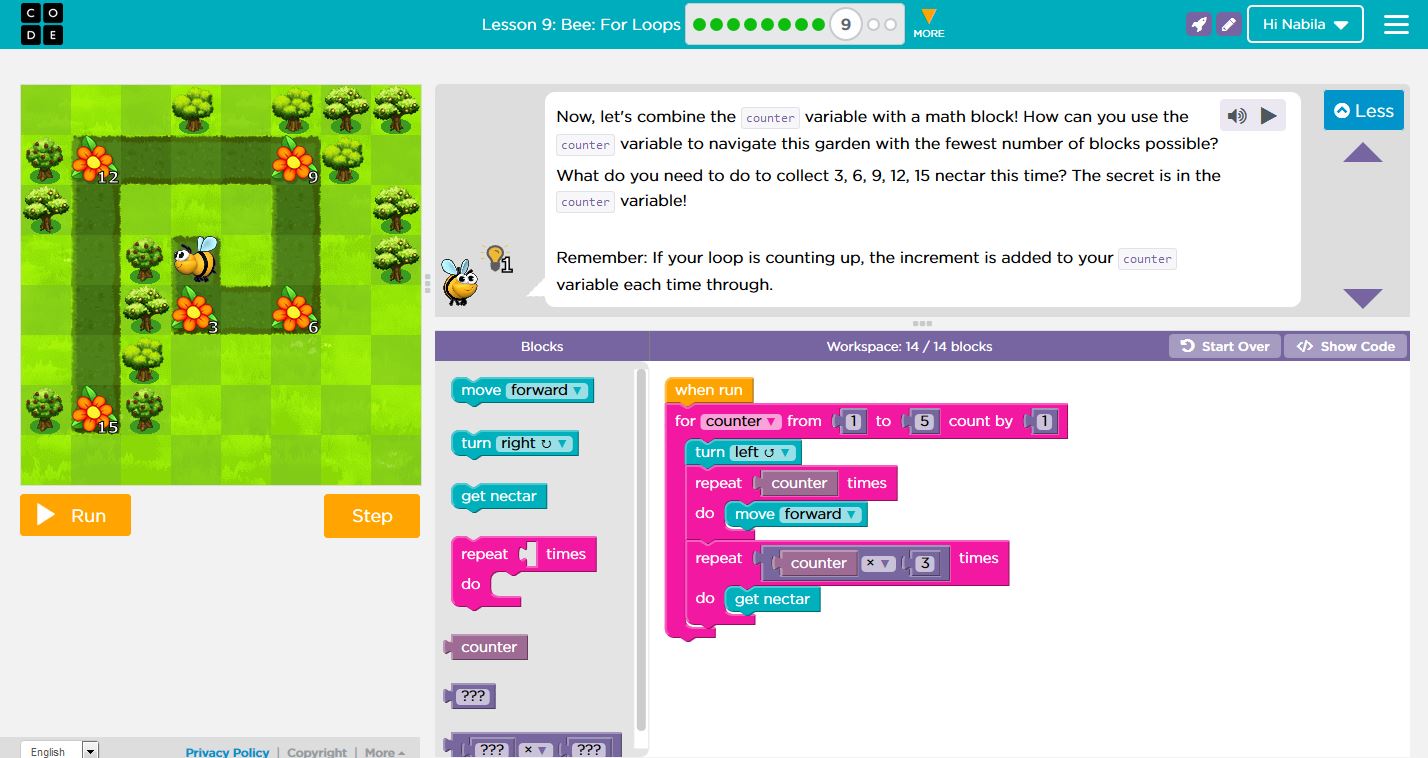 C O
D E
Lesson 9: Bee: For Loops
9
MORE
Hi Nabila
12
9
3
6
15
Run
Step
Now, let's combine the counter variable with a math block! How can you use the
counter variable to navigate this garden with the fewest number of blocks possible?
What do you need to do to collect 3, 6, 9, 12, 15 nectar this time? The secret is in the
counter variable!
Remember: If your loop is counting up, the increment is added to your counter
variable each time through.
1
Less
Blocks
Workspace: 14 / 14 blocks
Start Over
</> Show Code
move forward
turn right ↻
get nectar
repeat times
do
counter
???
??? × ???
when run
for counter from 1 to 5 count by 1
turn left ↺
repeat counter times
do move forward
repeat counter × 3 times
do get nectar
English
Privacy Policy | Copyright | More